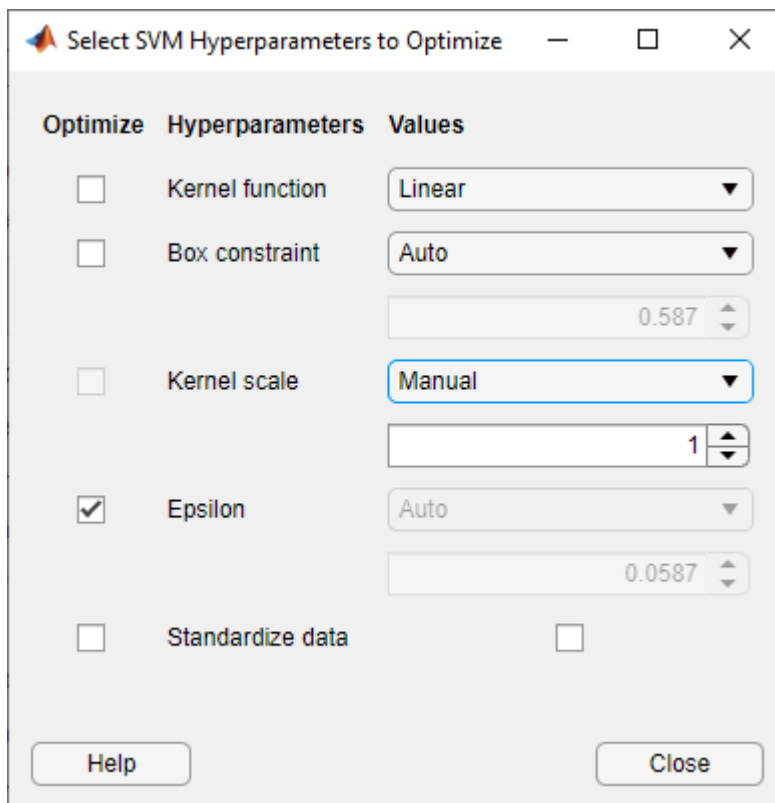 Select SVM Hyperparameters to Optimize
Optimize Hyperparameters Values
Kernel function Linear
Box constraint Auto
0.587
Kernel scale Manual
1
Epsilon Auto
0.0587
Standardize data
Help Close